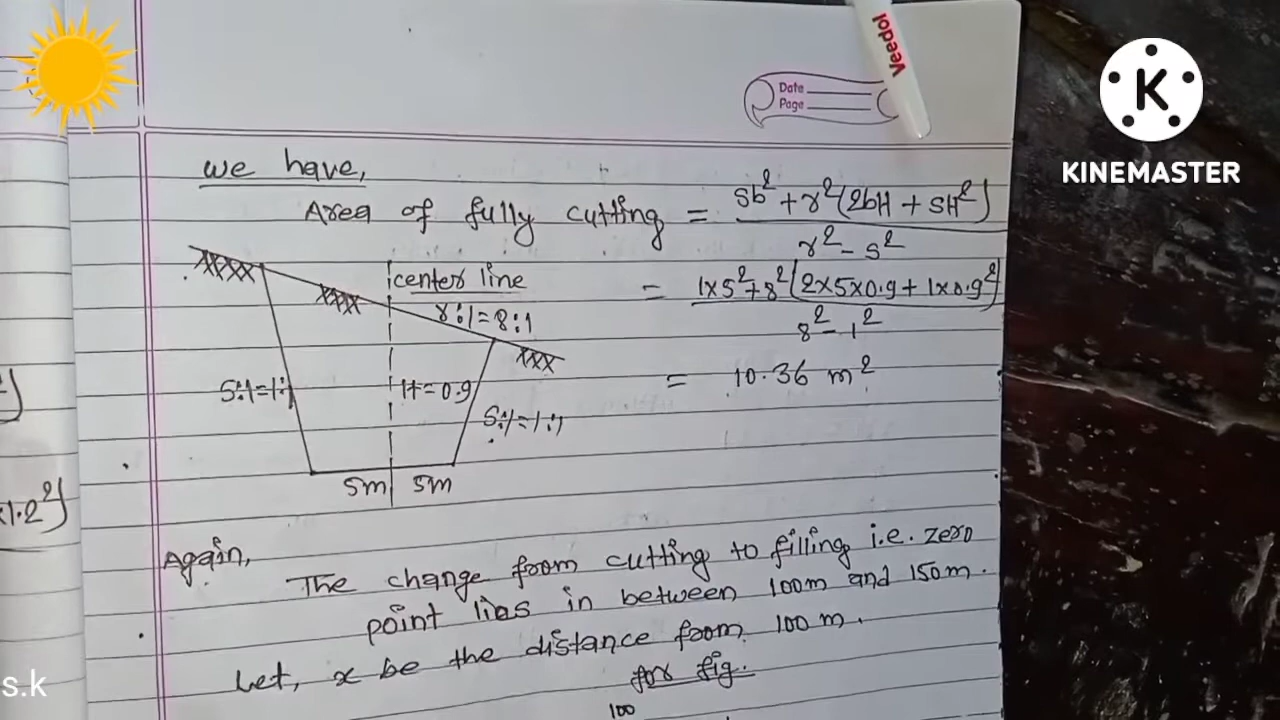 Veedol
Date
Page
K
KINEMASTER
we have,
Area of fully cutting = sb² + r²(2bH + SH²)
r² - s²
center line
r:1 = 8:1
= 1×5²+8²(2×5×0.9 + 1×0.9²)
8² - 1²
= 10.36 m²
S:1=1:1
H=0.9
S:1=1:1
5m
5m
×1.2²)
Again,
The change from cutting to filling i.e. zero
point lies in between 100m and 150m.
Let, x be the distance from 100 m.
for fig.
100
s.k